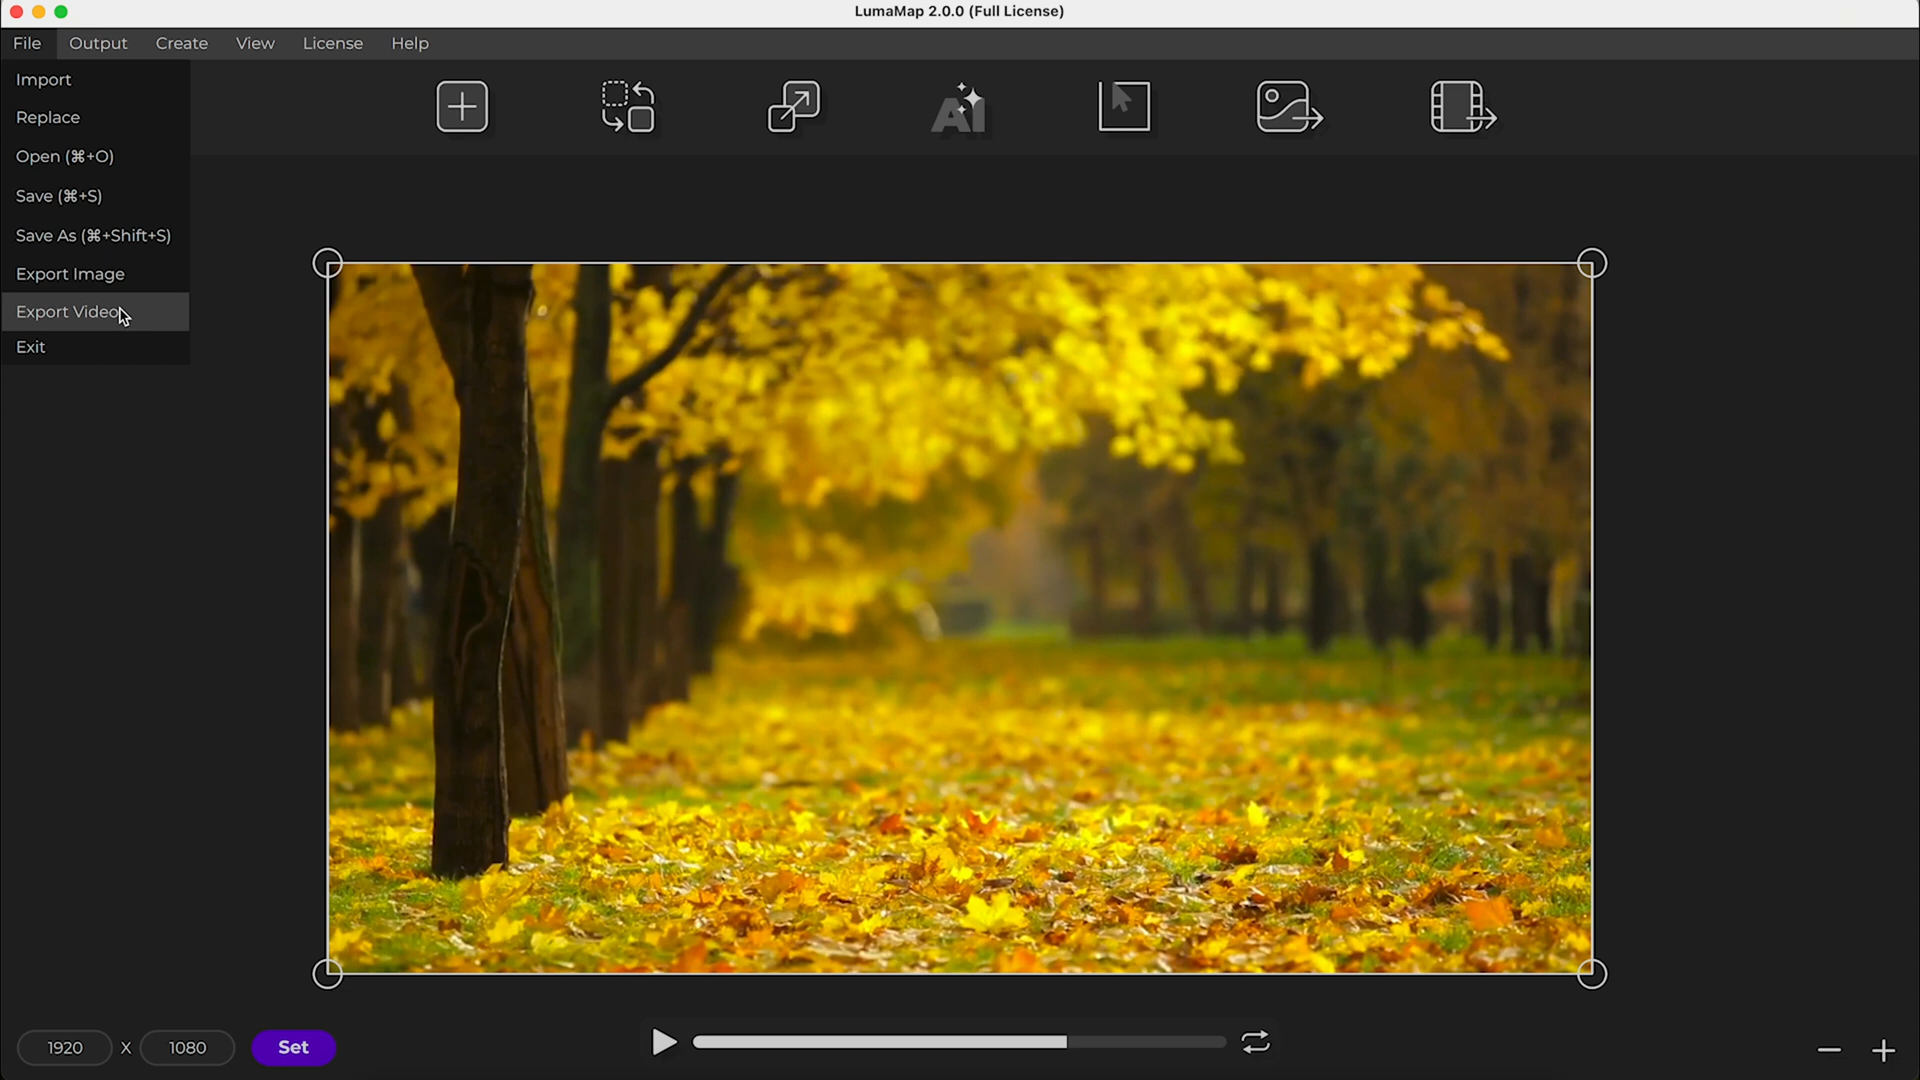 LumaMap 2.0.0 (Full License)
File Output Create View License Help
Import
Replace
Open (⌘+O)
Save (⌘+S)
Save As (⌘+Shift+S)
Export Image
Export Video
Exit
AI
1920 X 1080 Set